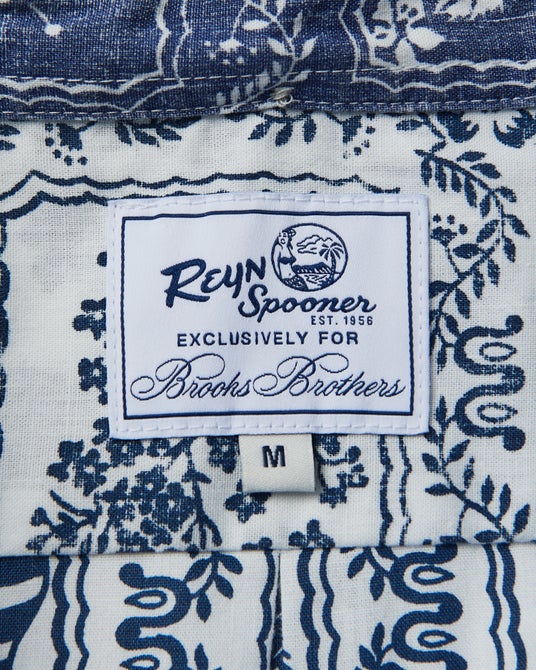 REYN
Spooner
EST. 1956
EXCLUSIVELY FOR
Brooks Brothers
M